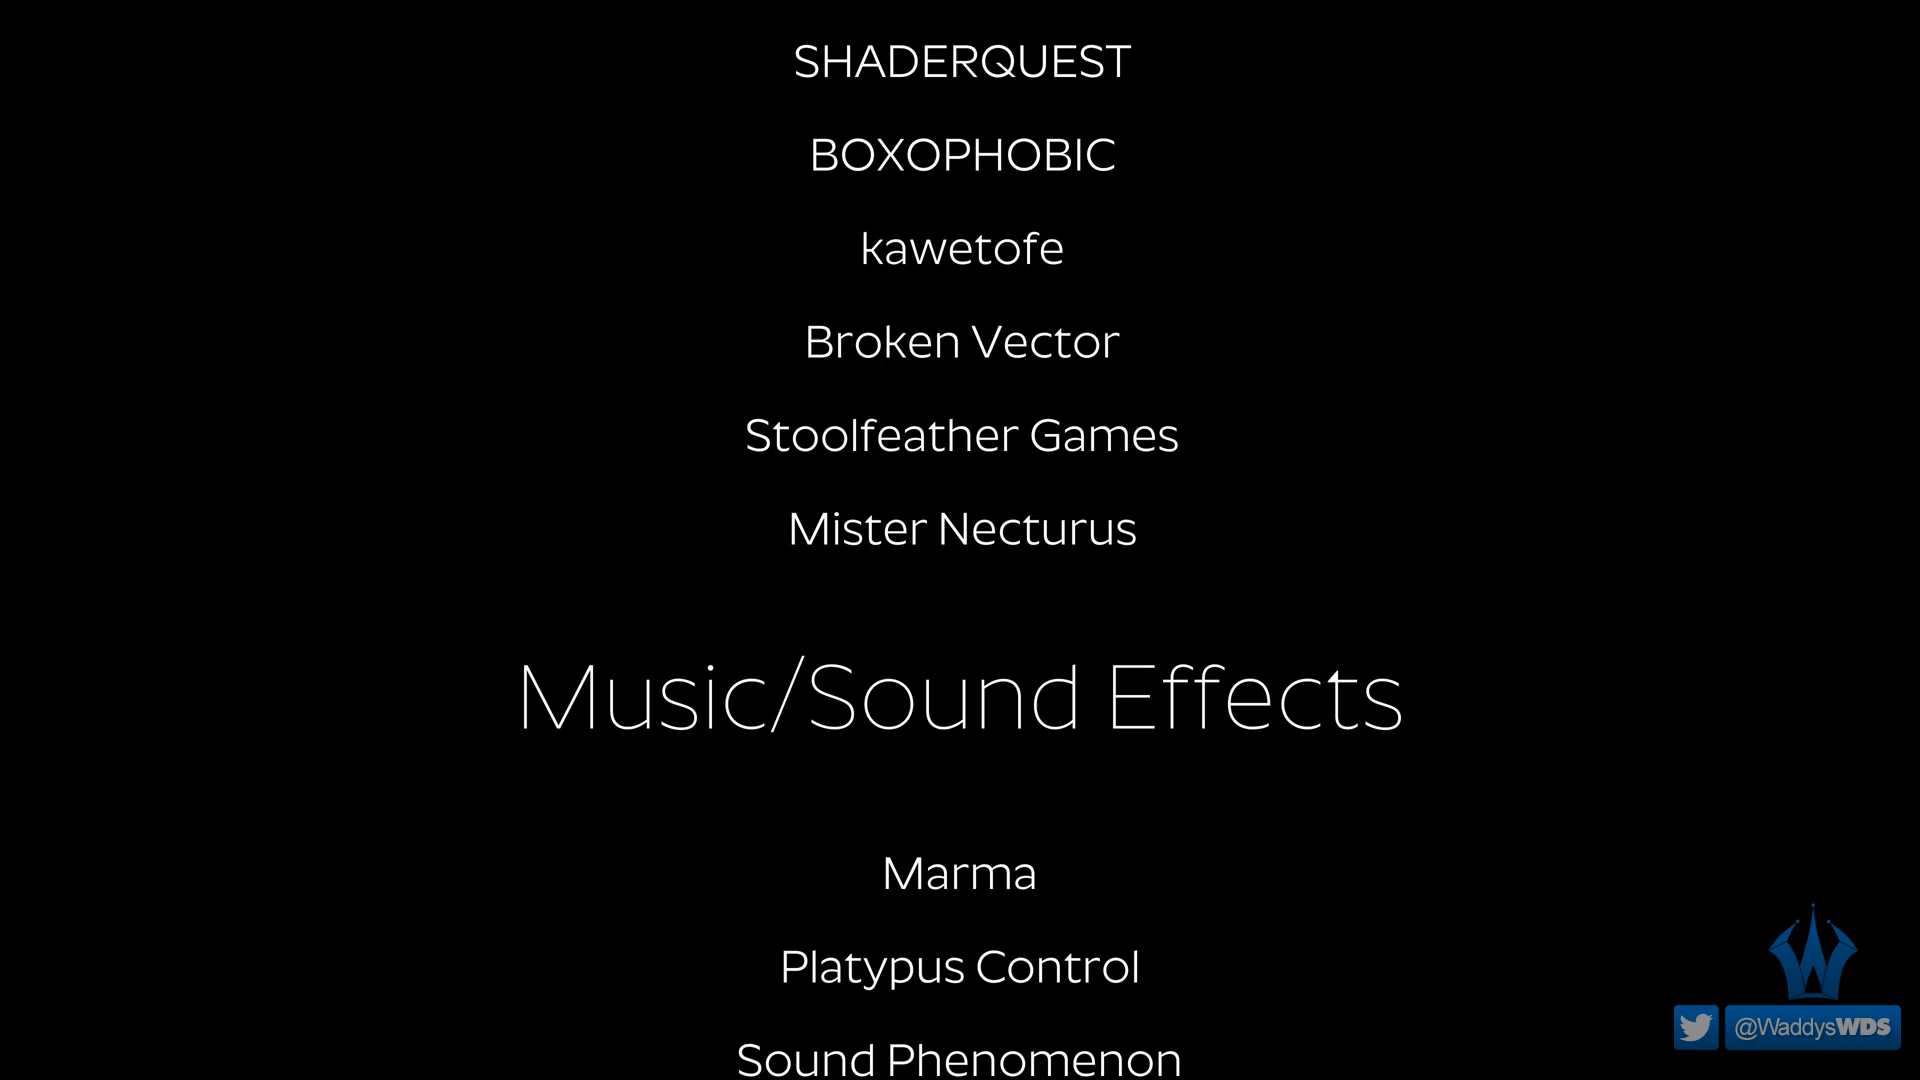 SHADERQUEST
BOXOPHOBIC
kawetofe
Broken Vector
Stoolfeather Games
Mister Necturus
Music/Sound Effects
Marma
Platypus Control
Sound Phenomenon
@WaddysWDS